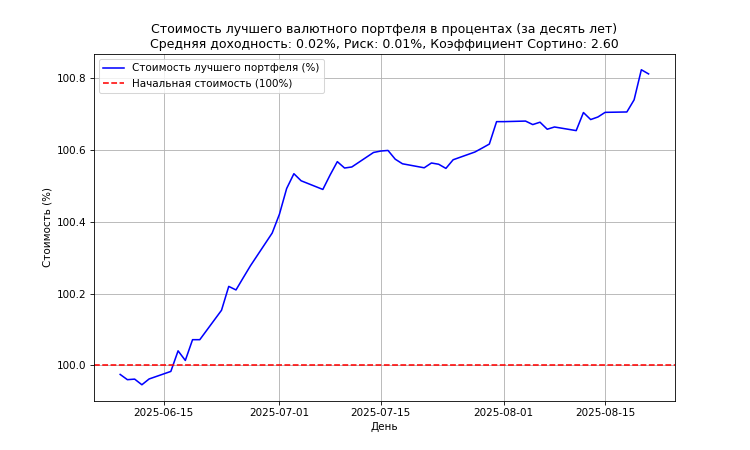 Стоимость лучшего валютного портфеля в процентах (за десять лет)
Средняя доходность: 0.02%, Риск: 0.01%, Коэффициент Сортино: 2.60
Стоимость лучшего портфеля (%)
Начальная стоимость (100%)
Стоимость (%)
100.8
100.6
100.4
100.2
100.0
2025-06-15
2025-07-01
2025-07-15
2025-08-01
2025-08-15
День